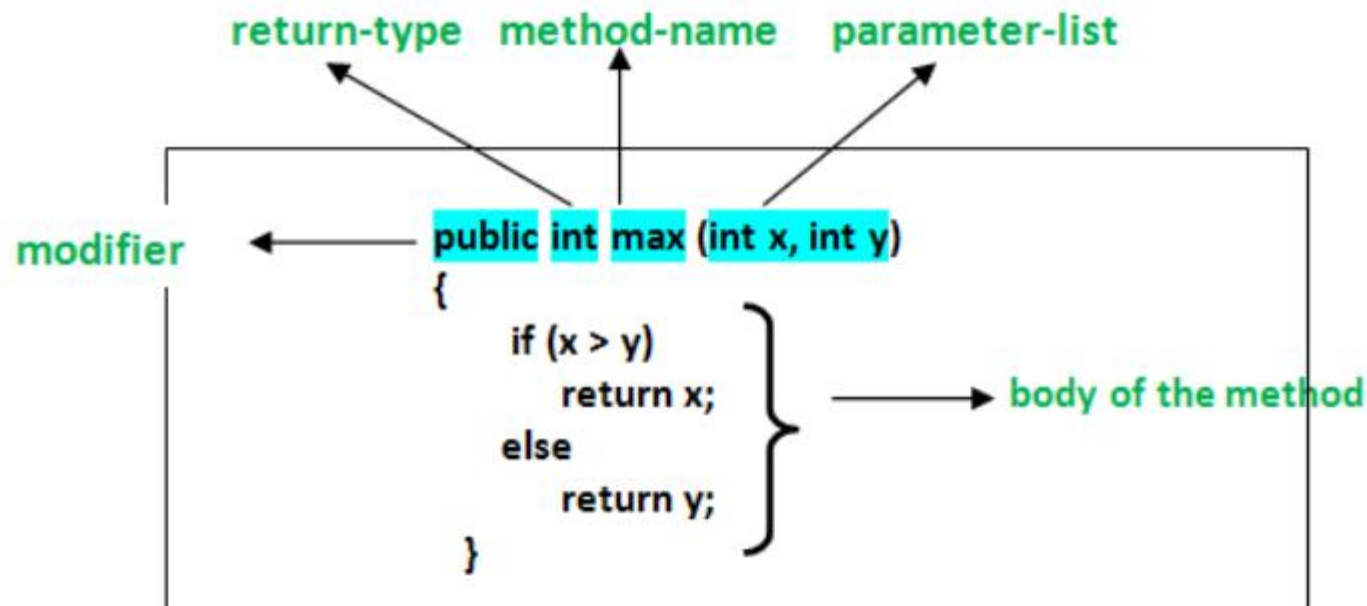 return-type method-name parameter-list
modifier public int max (int x, int y)
{
if (x > y)
return x;
body of the method
else
return y;
}